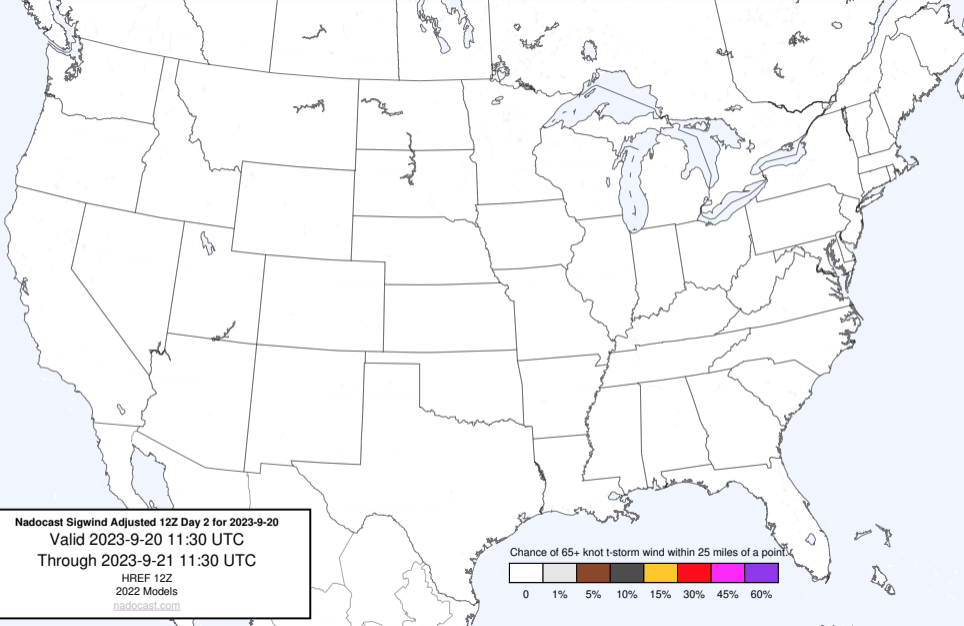 Nadocast Sigwind Adjusted 12Z Day 2 for 2023-9-20
Valid 2023-9-20 11:30 UTC
Through 2023-9-21 11:30 UTC
HREF 12Z
2022 Models
nadocast.com
Chance of 65+ knot t-storm wind within 25 miles of a point.
0 1% 5% 10% 15% 30% 45% 60%